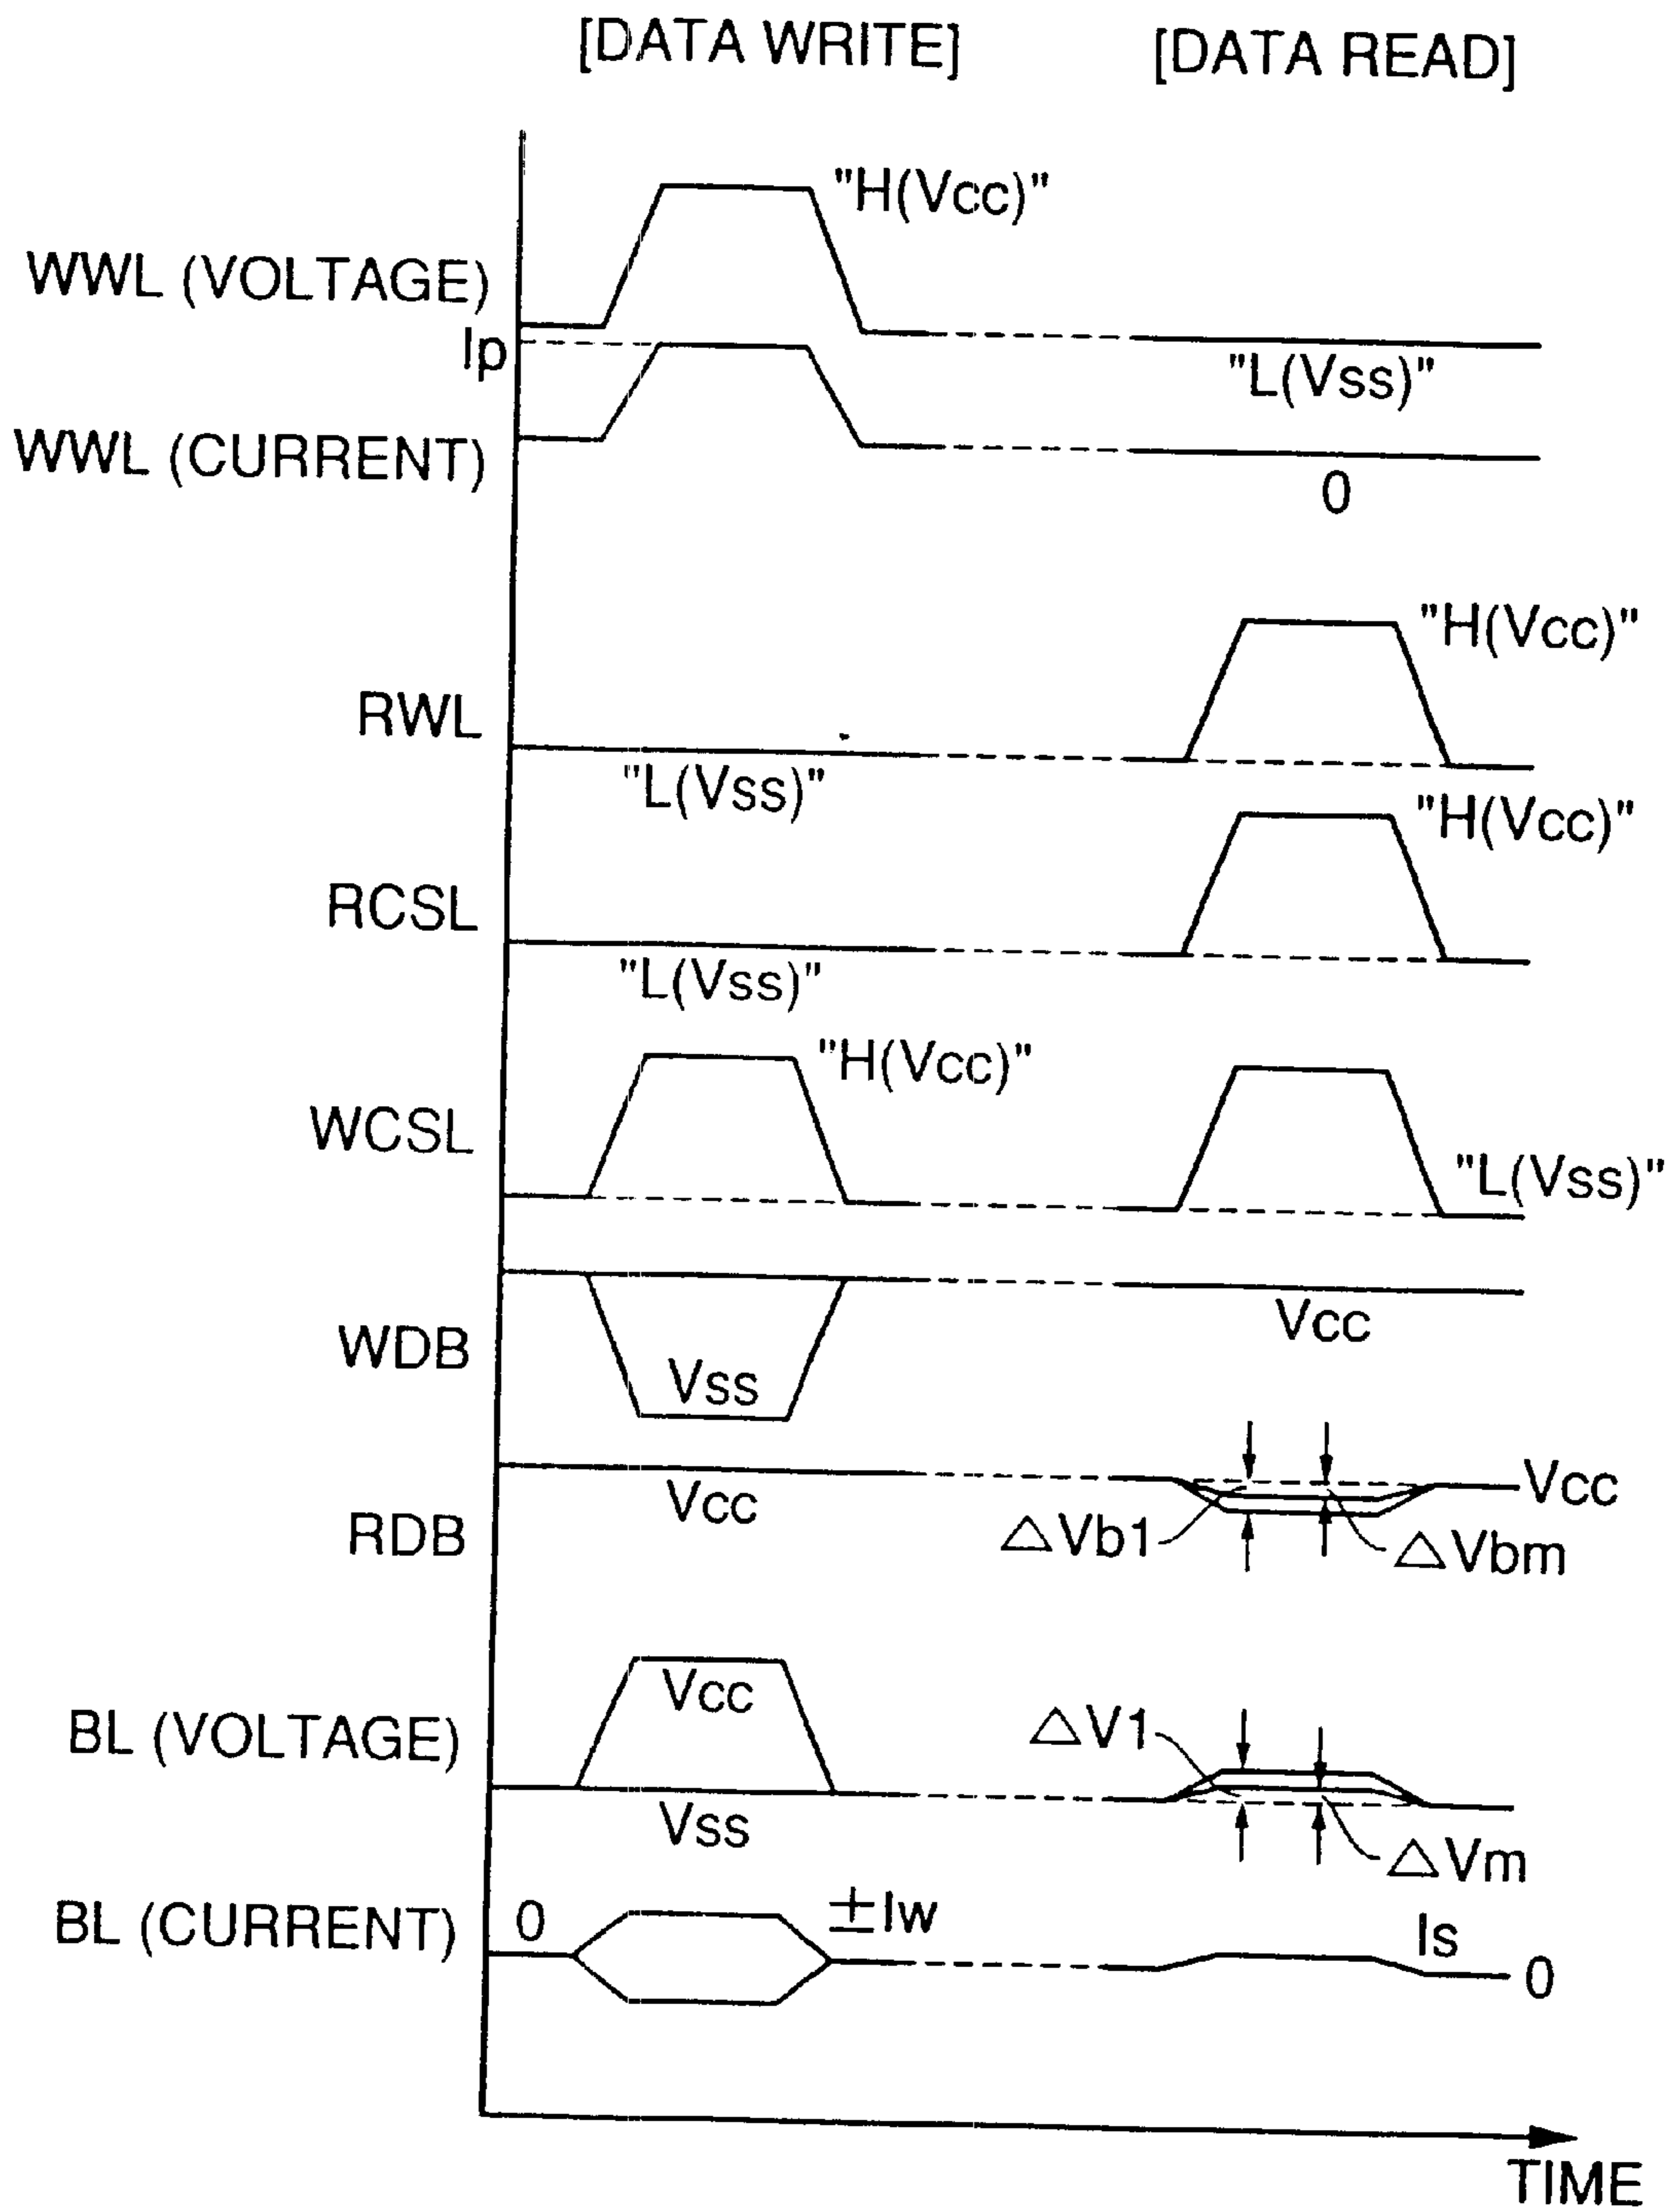 [DATA WRITE] [DATA READ]
"H(Vcc)"
WWL (VOLTAGE)
Ip
"L(Vss)"
WWL (CURRENT)
0
"H(Vcc)"
RWL
"L(Vss)"
"H(Vcc)"
RCSL
"L(Vss)"
"H(Vcc)"
WCSL
"L(Vss)"
Vcc
WDB
Vss
Vcc
Vcc
RDB
△Vb1
△Vbm
Vcc
△V1
BL (VOLTAGE)
Vss
△Vm
BL (CURRENT)
0
±Iw
Is
0
TIME